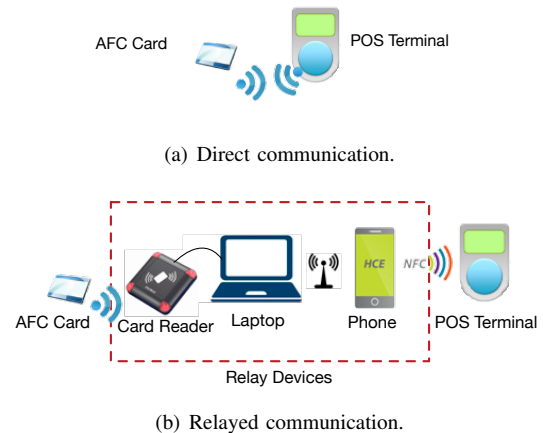 AFC Card
POS Terminal
(a) Direct communication.
HCE
NFC
AFC Card
Card Reader
Laptop
Phone
POS Terminal
Relay Devices
(b) Relayed communication.